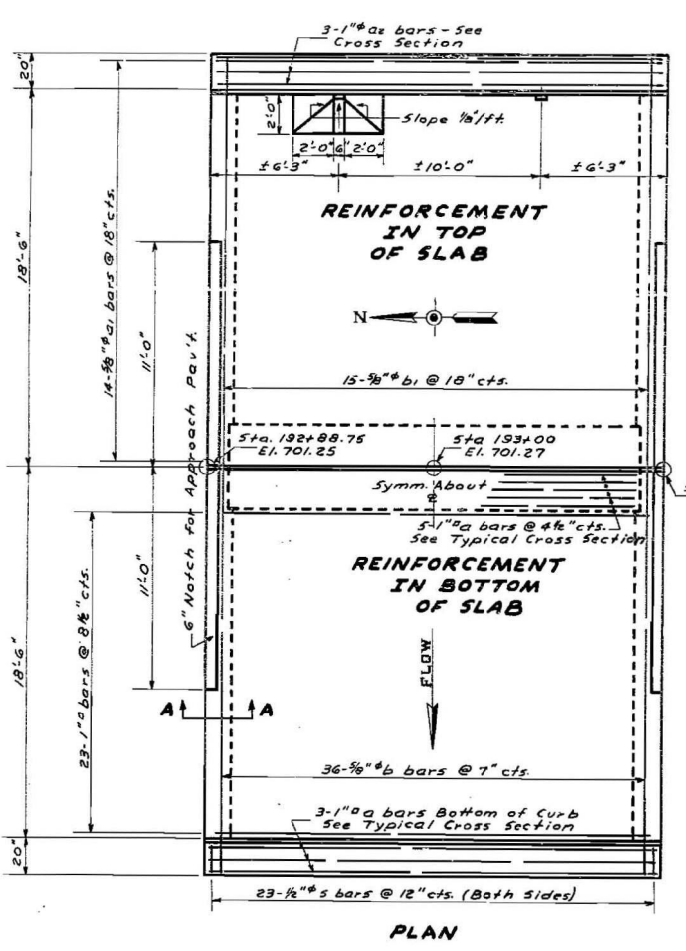 3-1"ᶲ a2 bars - See
Cross Section
20"
2'-0"
Slope 1/8"/ft.
2'-0" 6" 2'-0"
±6'-3"
±10'-0"
±6'-3"
REINFORCEMENT
IN TOP
OF SLAB
18'-6"
14-5/8"ᶲ a1 bars @ 18" cts.
11'-0"
6" Notch for Approach Pav't.
N
15-5/8"ᶲ b1 @ 18" cts.
Sta. 192+88.75
El. 701.25
Sta 193+00
El. 701.27
Symm. About
5-1"▫ a bars @ 4½" cts.
See Typical Cross Section
REINFORCEMENT
IN BOTTOM
OF SLAB
11'-0"
23-1"▫ bars @ 8½" cts.
18'-6"
FLOW
A A
36-5/8"ᶲ b bars @ 7" cts.
3-1"▫ a bars Bottom of Curb
See Typical Cross Section
20"
23-½"ᶲ s bars @ 12" cts. (Both Sides)
PLAN